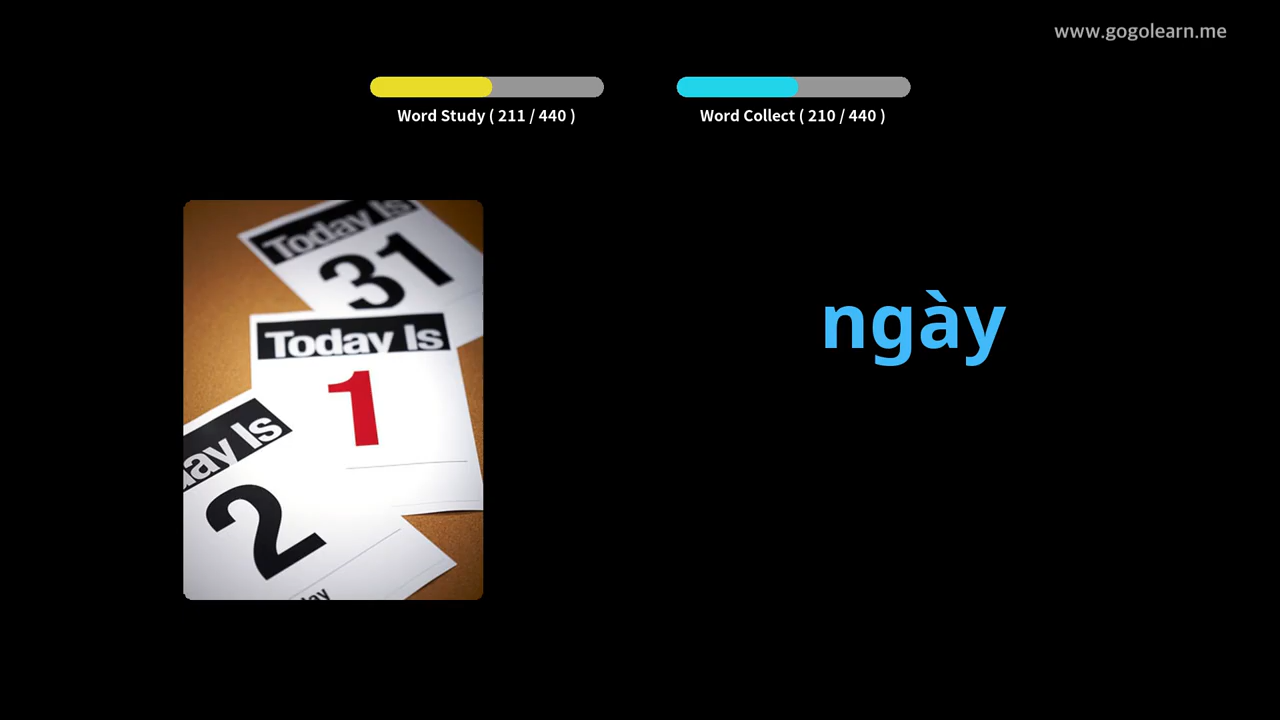 www.gogolearn.me
Word Study ( 211 / 440 )
Word Collect ( 210 / 440 )
Today Is
31
Today Is
1
ay Is
2
ngày